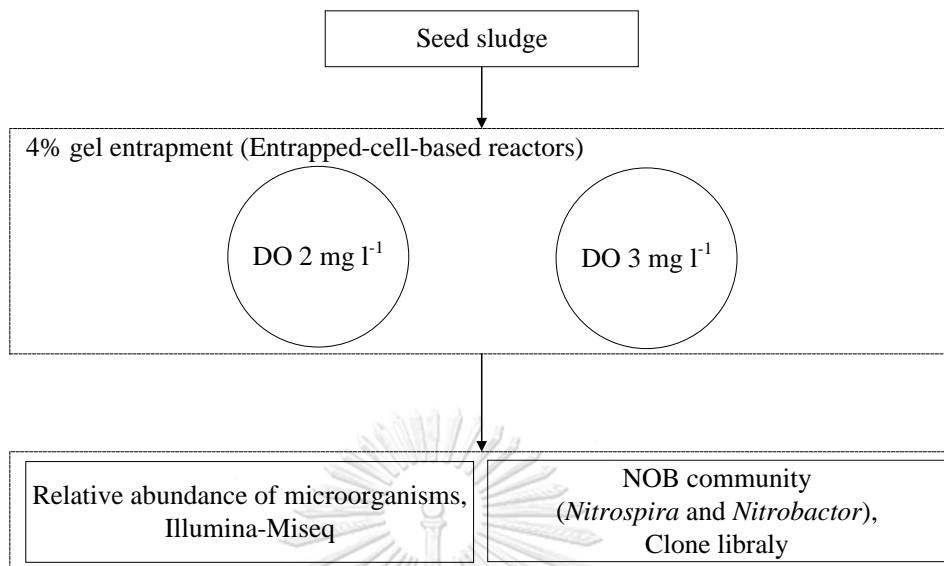 Seed sludge
4% gel entrapment (Entrapped-cell-based reactors)
DO 2 mg l⁻¹
DO 3 mg l⁻¹
Relative abundance of microorganisms,
Illumina-Miseq
NOB community
(Nitrospira and Nitrobactor),
Clone libraly